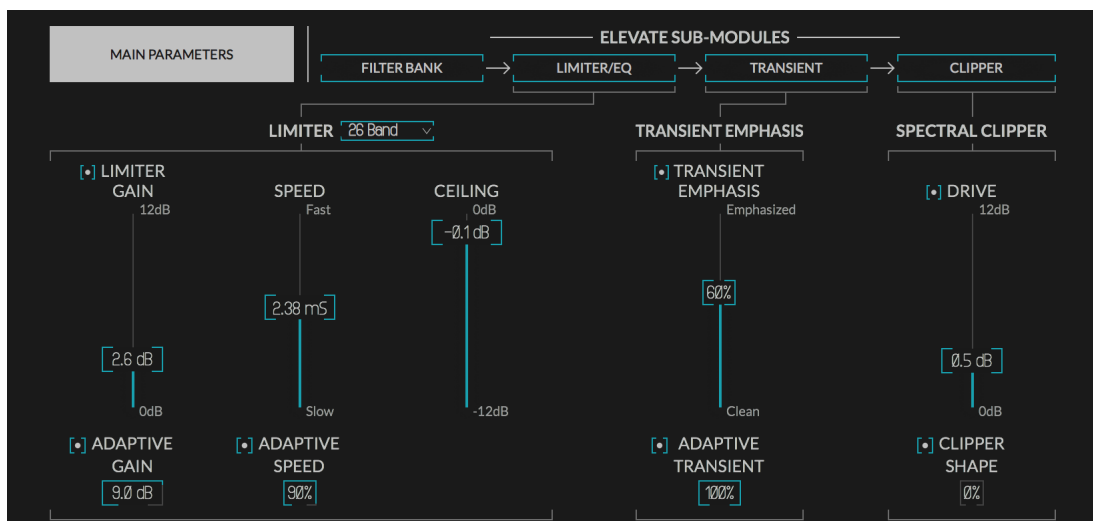 MAIN PARAMETERS
ELEVATE SUB-MODULES
FILTER BANK
LIMITER/EQ
TRANSIENT
CLIPPER
LIMITER 26 Band
TRANSIENT EMPHASIS
SPECTRAL CLIPPER
LIMITER
GAIN
12dB
2.6 dB
0dB
SPEED
Fast
2.38 mS
Slow
CEILING
0dB
-0.1 dB
-12dB
TRANSIENT
EMPHASIS
Emphasized
60%
Clean
DRIVE
12dB
0.5 dB
0dB
ADAPTIVE
GAIN
9.0 dB
ADAPTIVE
SPEED
90%
ADAPTIVE
TRANSIENT
100%
CLIPPER
SHAPE
0%